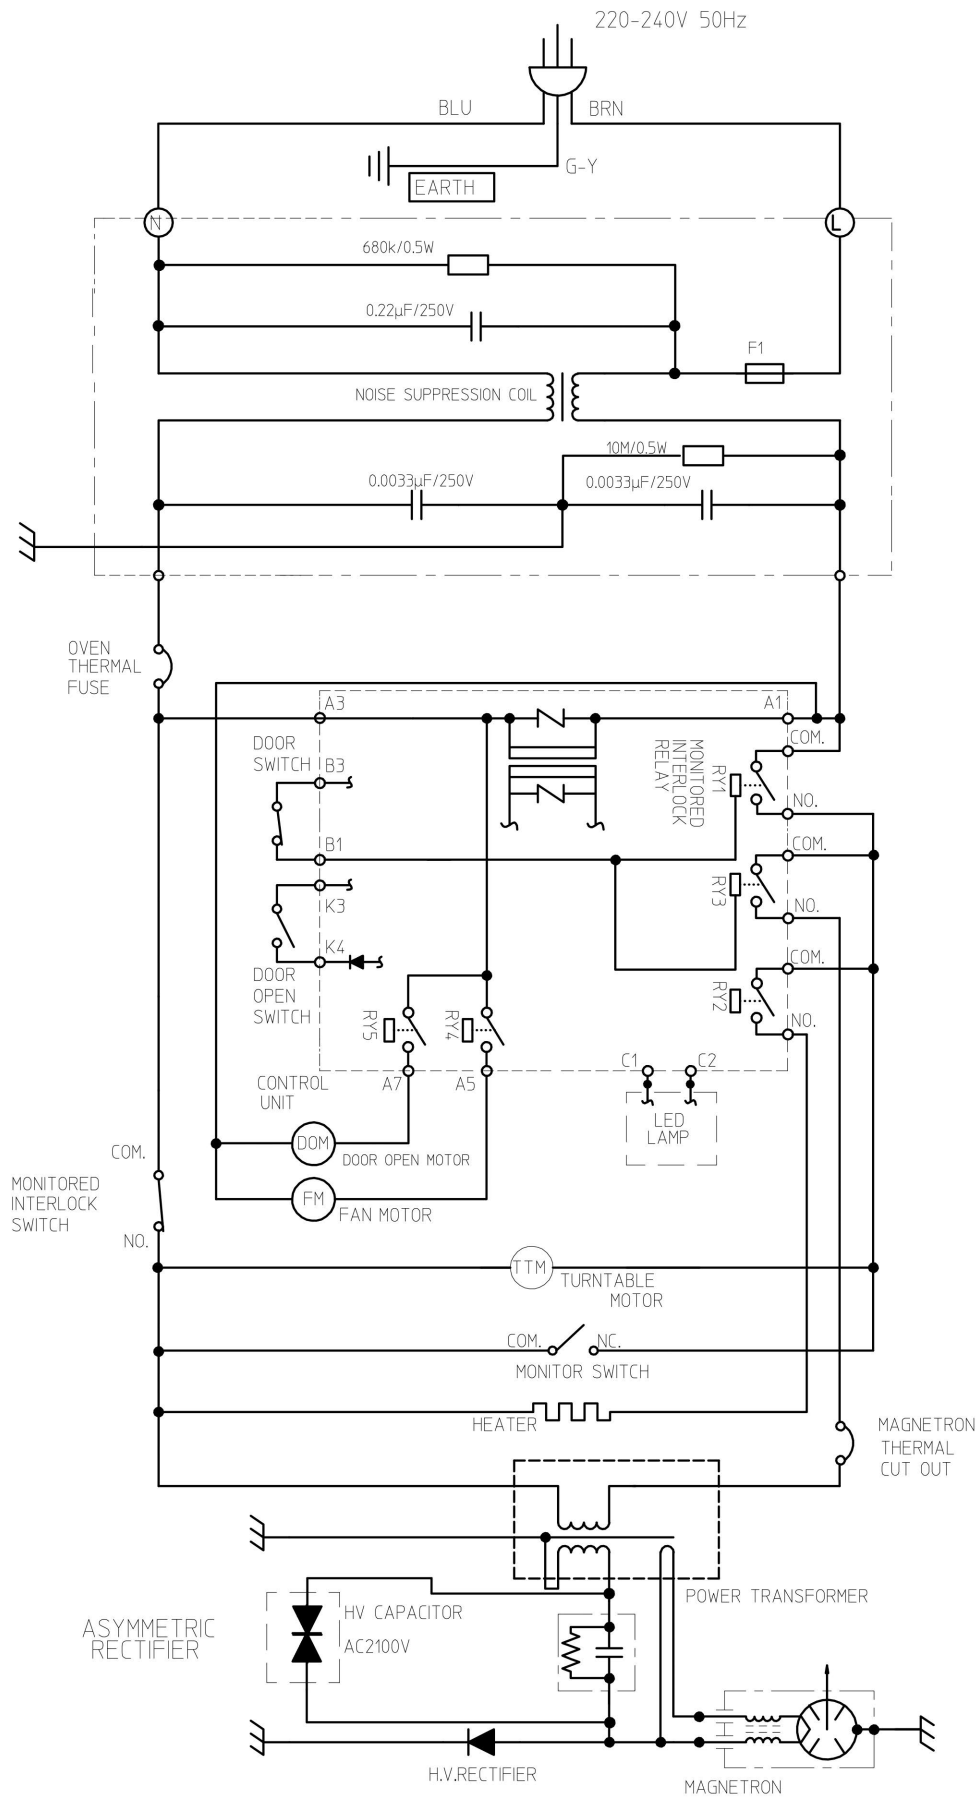 220-240V 50Hz
BLU
BRN
G-Y
EARTH
N
L
680k/0.5W
0.22µF/250V
F1
NOISE SUPPRESSION COIL
10M/0.5W
0.0033µF/250V
0.0033µF/250V
OVEN
THERMAL
FUSE
A3
A1
COM.
DOOR
SWITCH
B3
MONITORED
INTERLOCK
RELAY
RY1
NO.
B1
COM.
K3
RY3
NO.
K4
COM.
DOOR
OPEN
SWITCH
RY5
RY4
RY2
NO.
A7
A5
C1
C2
CONTROL
UNIT
LED
LAMP
COM.
DOM
DOOR OPEN MOTOR
MONITORED
INTERLOCK
SWITCH
FM
FAN MOTOR
NO.
TTM
TURNTABLE
MOTOR
COM.
NC.
MONITOR SWITCH
HEATER
MAGNETRON
THERMAL
CUT OUT
POWER TRANSFORMER
ASYMMETRIC
RECTIFIER
HV CAPACITOR
AC2100V
H.V.RECTIFIER
MAGNETRON